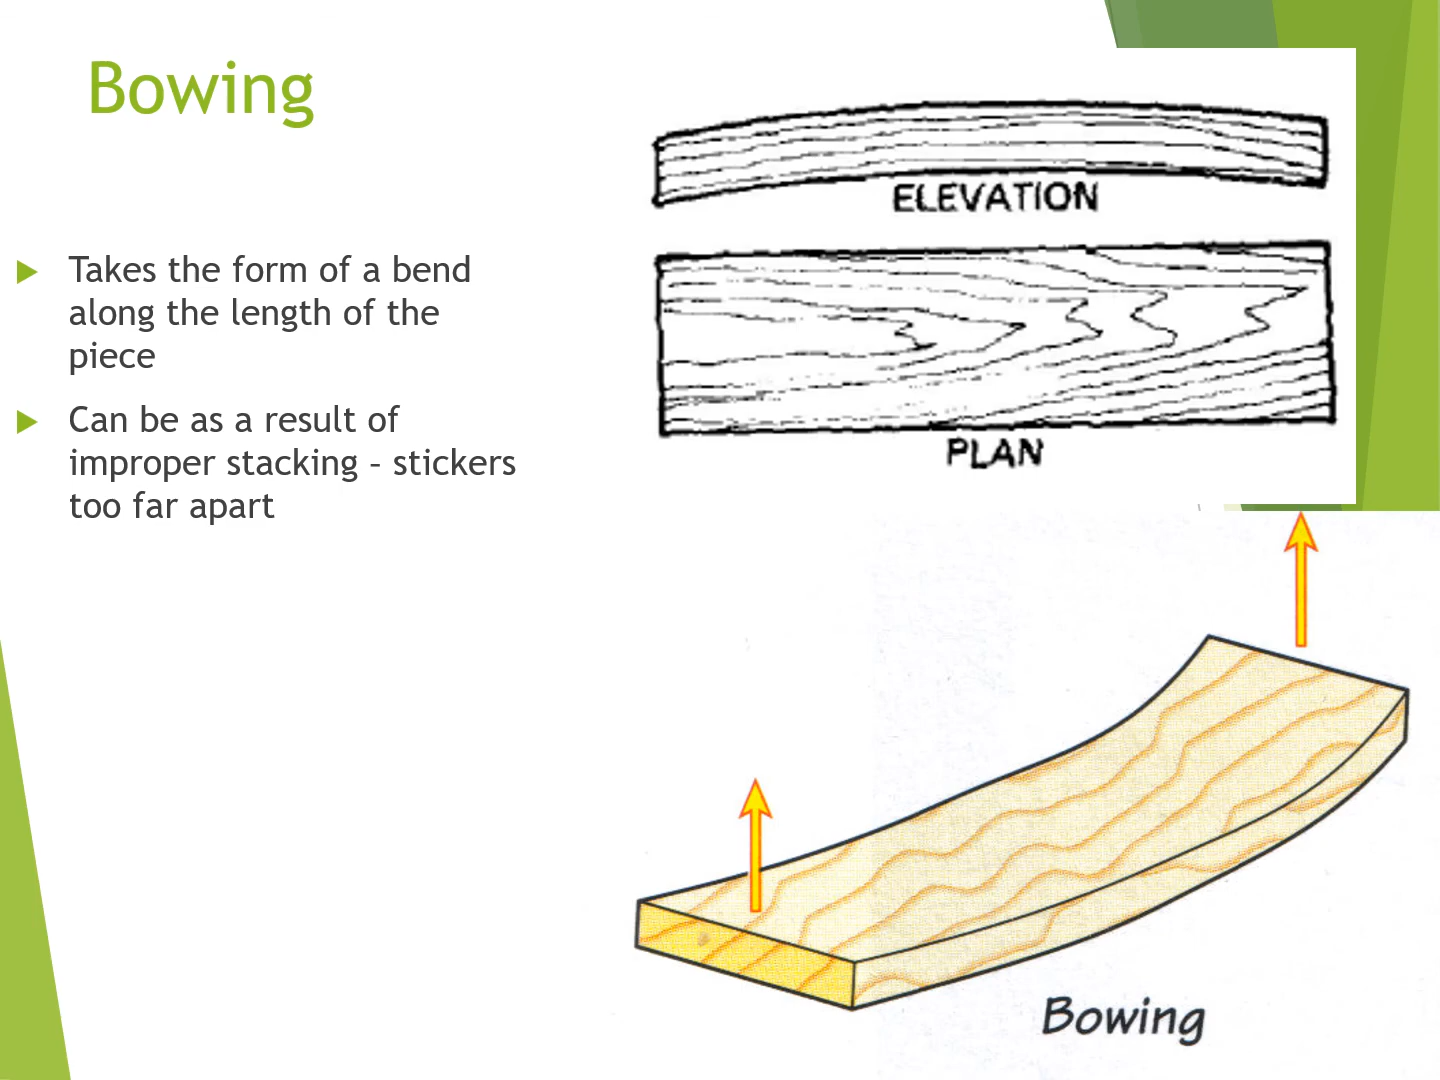 Bowing
Takes the form of a bend
along the length of the
piece
Can be as a result of
improper stacking – stickers
too far apart
ELEVATION
PLAN
Bowing